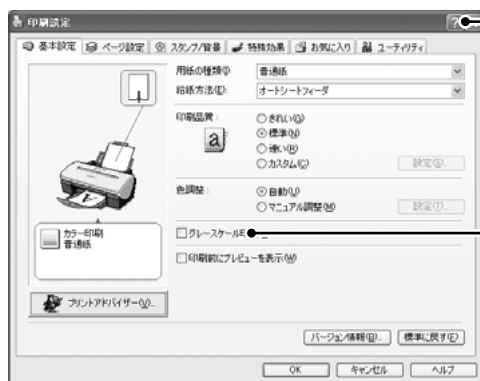 印刷設定
?
基本設定 ページ設定 スタンプ/背景 特殊効果 お気に入り ユーティリティ
用紙の種類(I): 普通紙
給紙方法(E): オートシートフィーダ
印刷品質:
きれい(G)
標準(N)
速い(B)
カスタム(C) 設定(S)...
色調整:
自動(U)
マニュアル調整(M) 設定(T)...
カラー印刷
普通紙
グレースケール
印刷前にプレビューを表示(W)
プリントアドバイザー(V)...
バージョン情報(B)... 標準に戻す(F)
OK キャンセル ヘルプ